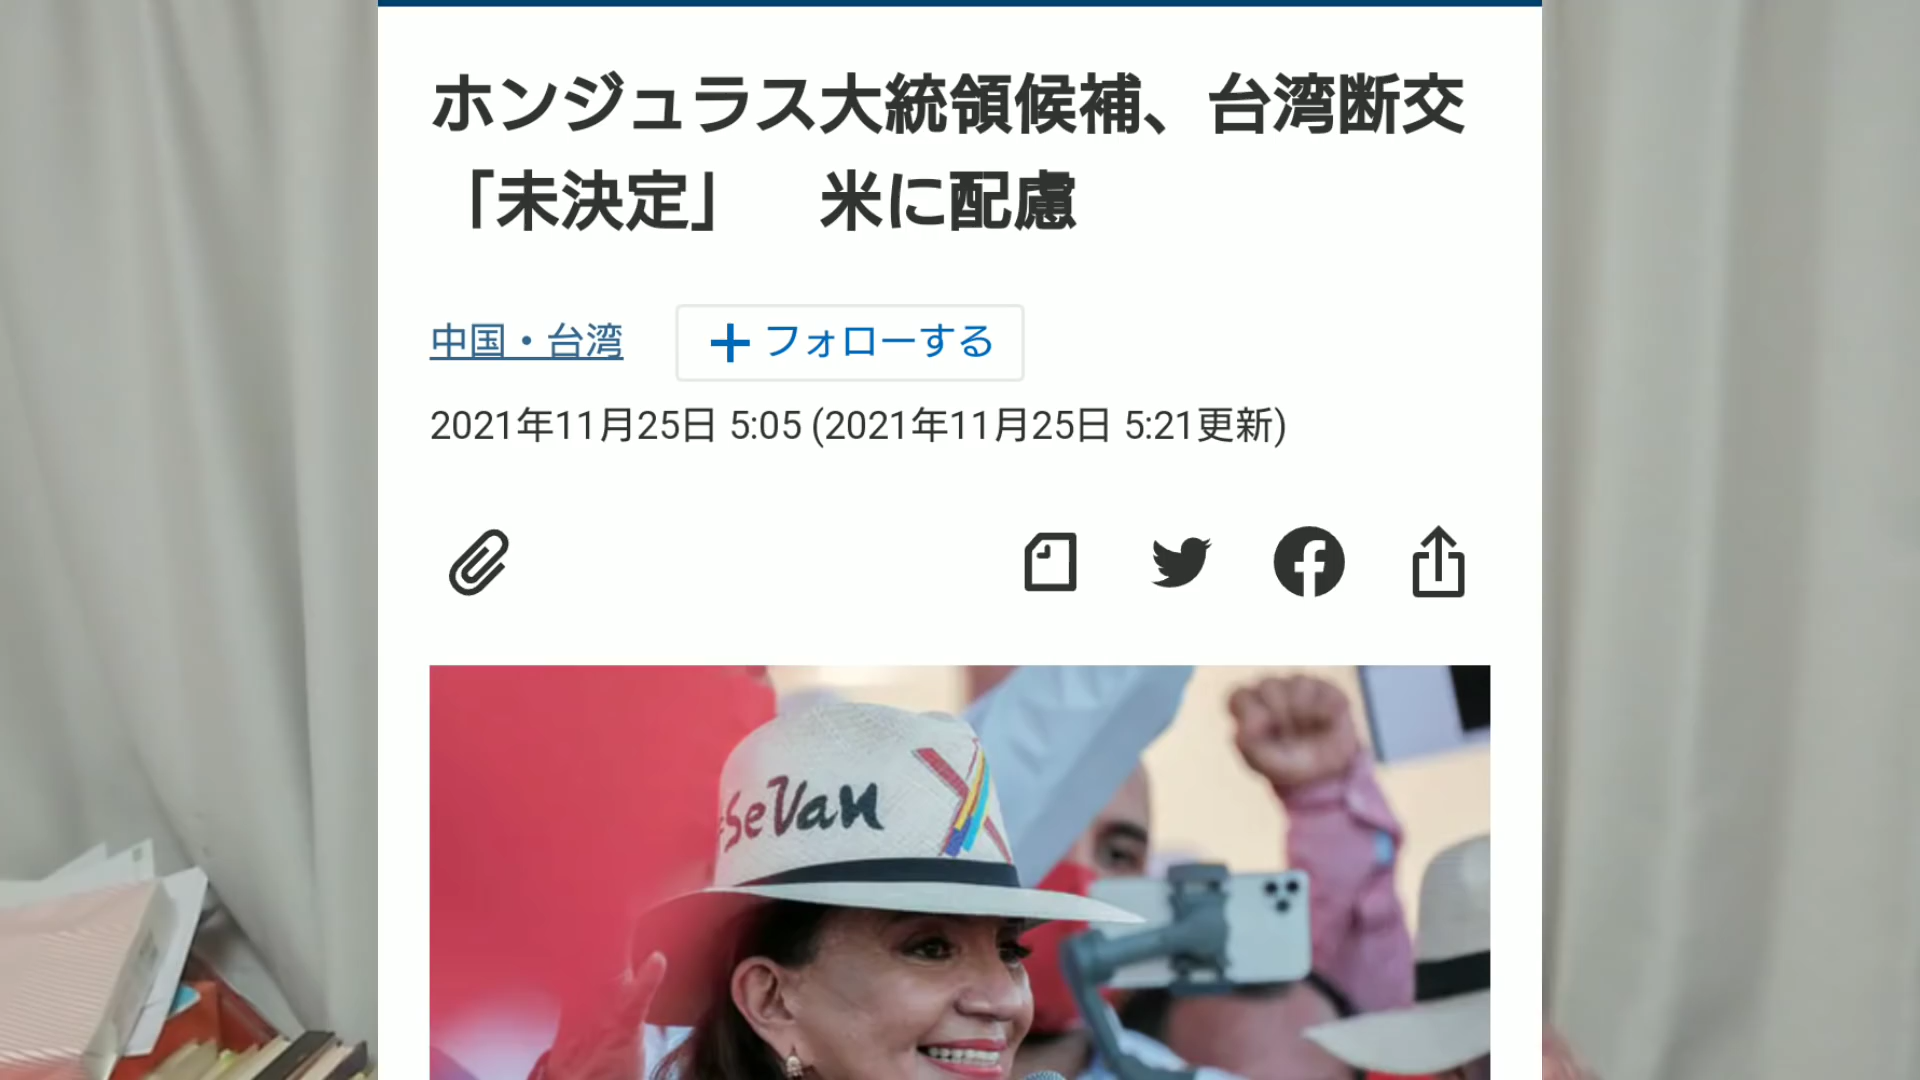 ホンジュラス大統領候補、台湾断交
「未決定」 米に配慮
中国・台湾
＋フォローする
2021年11月25日 5:05 (2021年11月25日 5:21更新)
SeVan
X